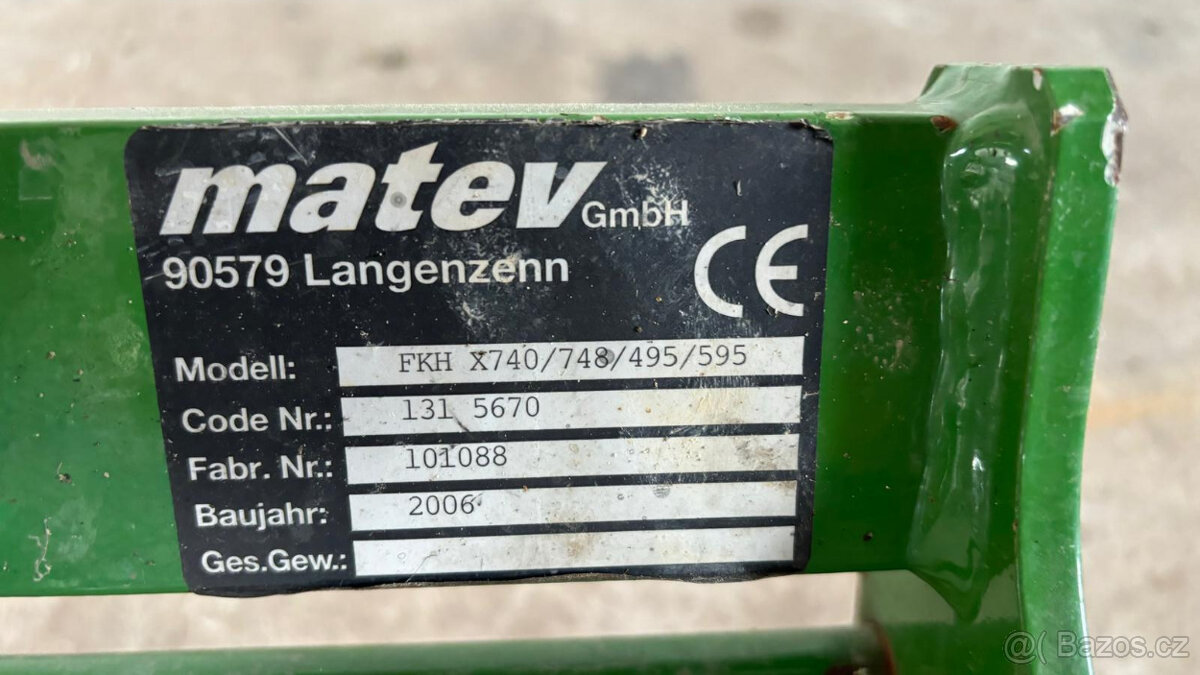 matev GmbH
90579 Langenzenn
CE
Modell: FKH X740/748/495/595
Code Nr.: 131 5670
Fabr. Nr.: 101088
Baujahr: 2006
Ges.Gew.:
@( Bazos.cz